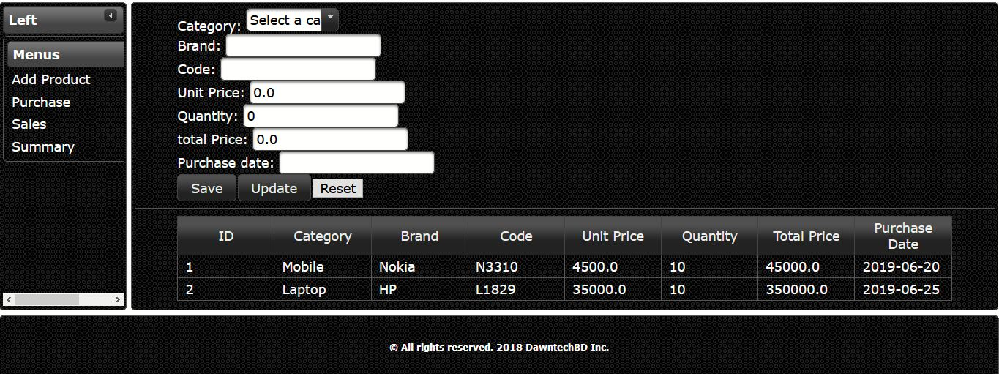 Left
Menus
Add Product
Purchase
Sales
Summary
Category: Select a ca
Brand:
Code:
Unit Price: 0.0
Quantity: 0
total Price: 0.0
Purchase date:
Save Update Reset
ID Category Brand Code Unit Price Quantity Total Price Purchase Date
1 Mobile Nokia N3310 4500.0 10 45000.0 2019-06-20
2 Laptop HP L1829 35000.0 10 350000.0 2019-06-25
© All rights reserved. 2018 DawntechBD Inc.